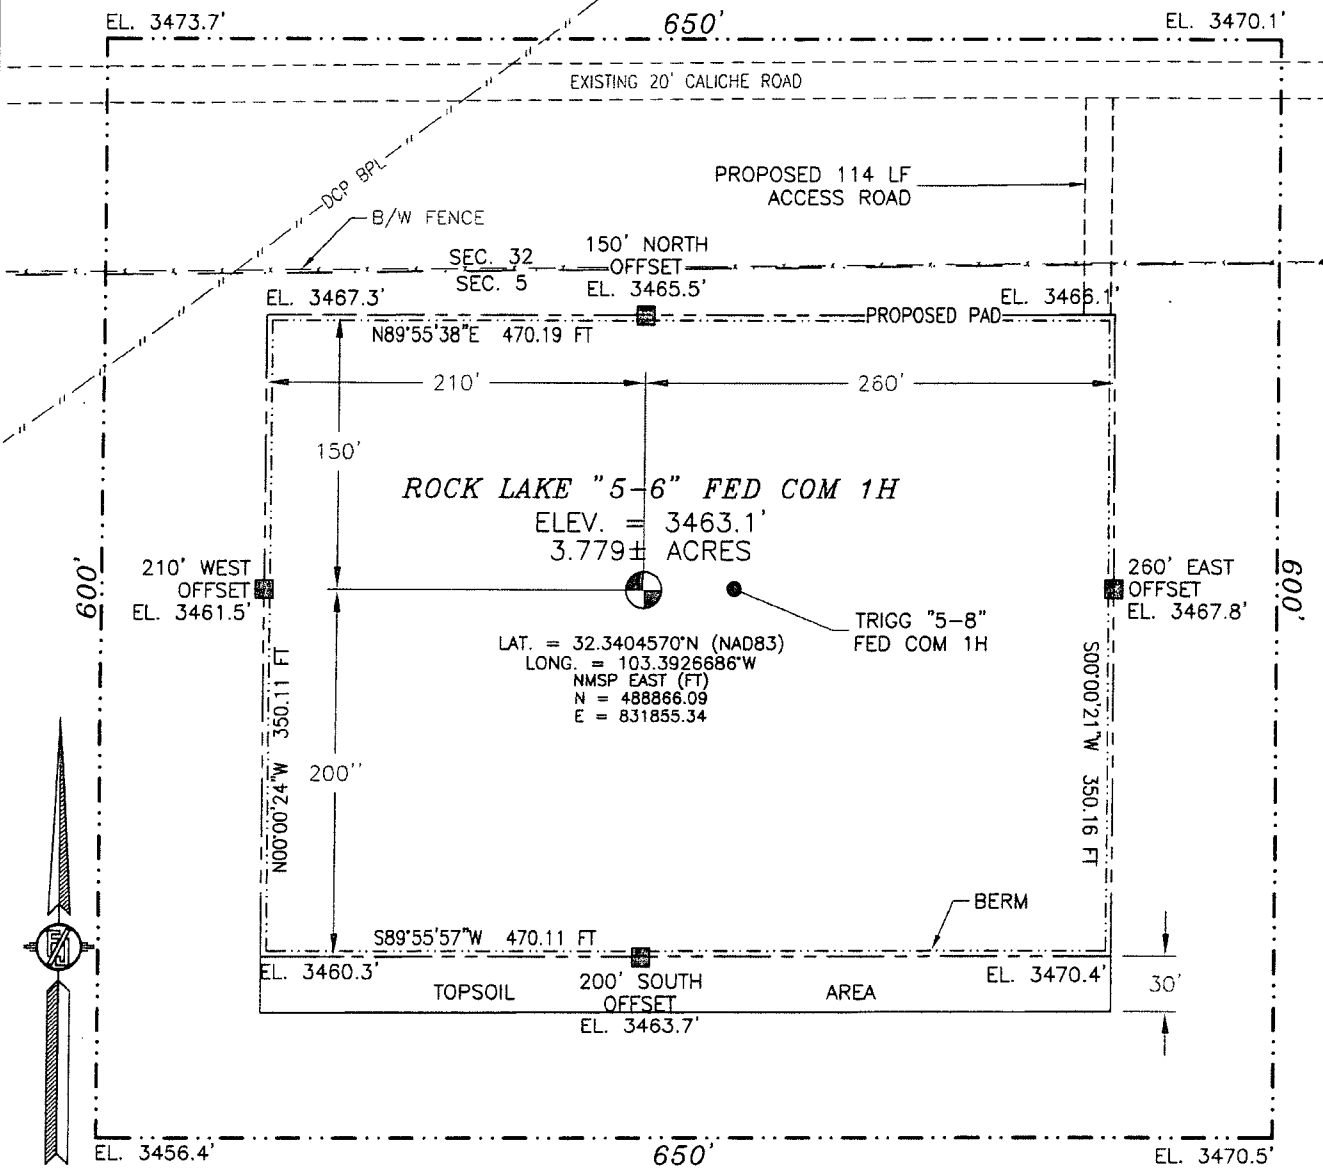 EL. 3473.7'
650'
EL. 3470.1'
EXISTING 20' CALICHE ROAD
DCP BPL
B/W FENCE
PROPOSED 114 LF
ACCESS ROAD
SEC. 32
SEC. 5
150' NORTH
OFFSET
EL. 3465.5'
EL. 3467.3'
EL. 3466.1'
PROPOSED PAD
N89°55'38"E 470.19 FT
210'
260'
150'
ROCK LAKE "5-6" FED COM 1H
ELEV. = 3463.1'
3.779± ACRES
600'
210' WEST
OFFSET
EL. 3461.5'
260' EAST
OFFSET
EL. 3467.8'
600'
TRIGG "5-8"
FED COM 1H
LAT. = 32.3404570°N (NAD83)
LONG. = 103.3926686°W
NMSP EAST (FT)
N = 488866.09
E = 831855.34
N00°00'24"W 350.11 FT
200''
S00°00'21"W 350.16 FT
BERM
S89°55'57"W 470.11 FT
EL. 3460.3'
TOPSOIL
200' SOUTH
OFFSET
EL. 3463.7'
AREA
EL. 3470.4'
30'
EL. 3456.4'
650'
EL. 3470.5'